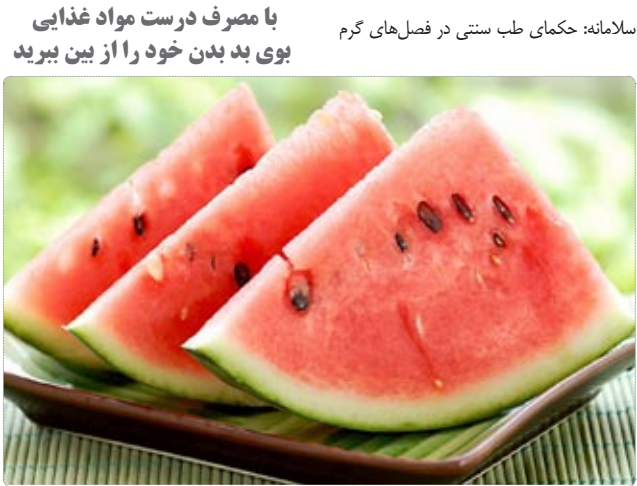 سلامانه: حکمای طب سنتی در فصل‌های گرم
با مصرف درست مواد غذایی
بوی بد بدن خود را از بین ببرید